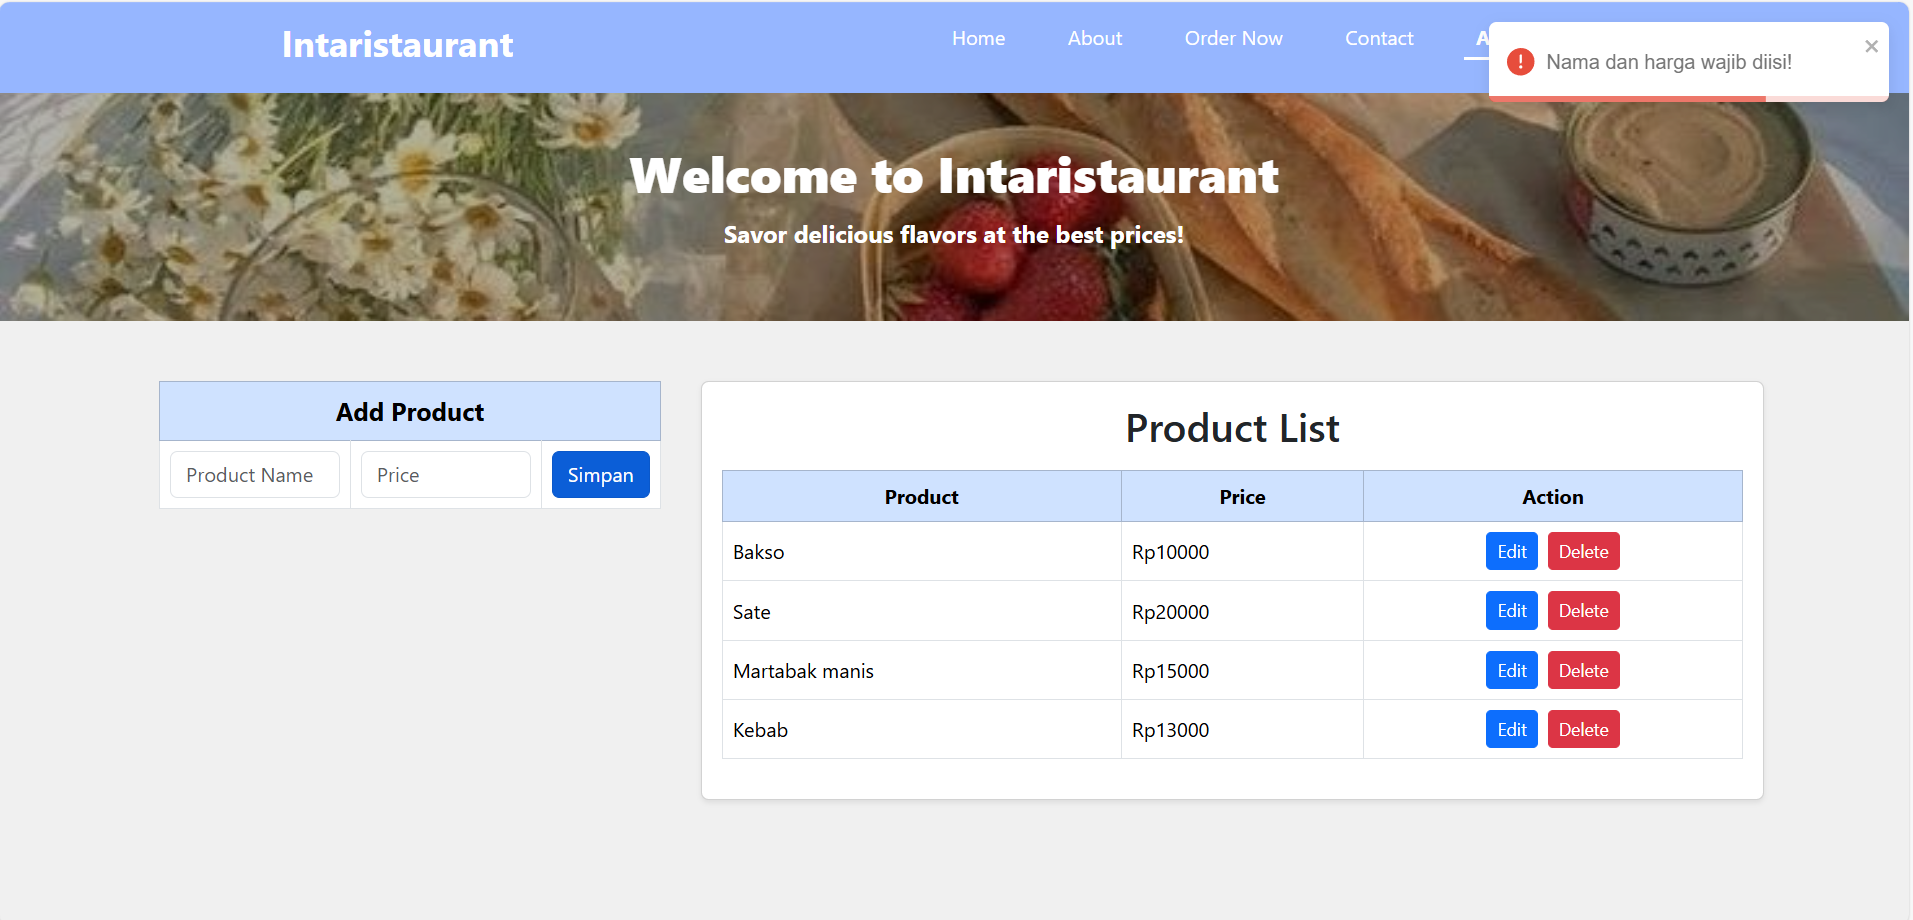 Intaristaurant
Home
About
Order Now
Contact
Nama dan harga wajib diisi!
Welcome to Intaristaurant
Savor delicious flavors at the best prices!
Add Product
Product Name
Price
Simpan
Product List
Product Price Action
Bakso Rp10000 Edit Delete
Sate Rp20000 Edit Delete
Martabak manis Rp15000 Edit Delete
Kebab Rp13000 Edit Delete